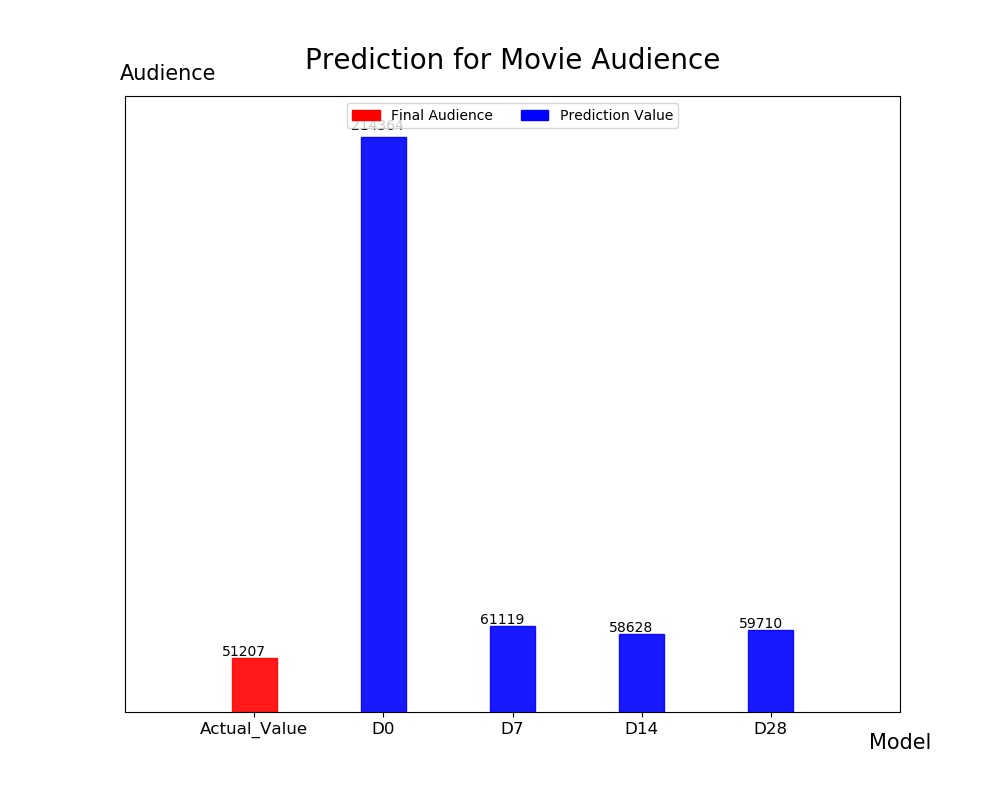 Prediction for Movie Audience
Audience
Final Audience Prediction Value
214364
61119
58628
59710
51207
Actual_Value D0 D7 D14 D28
Model